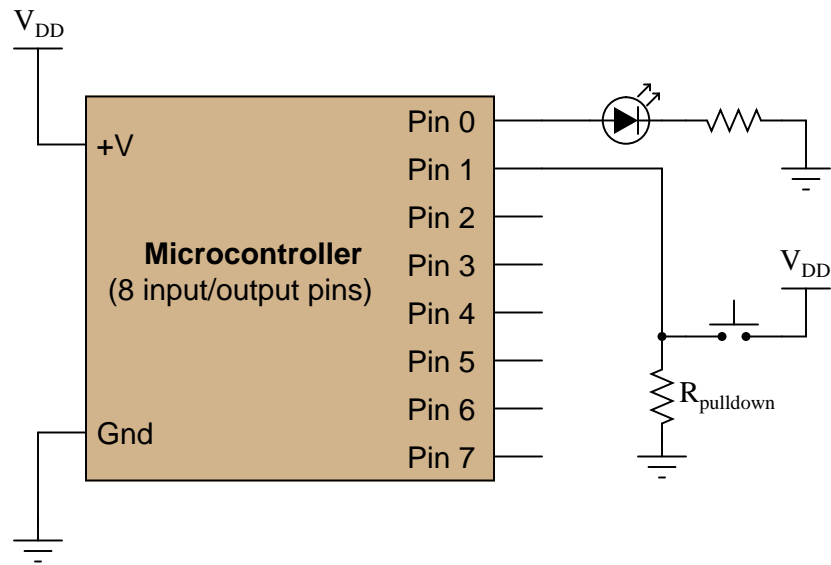 V_DD
+V
Pin 0
Pin 1
Pin 2
Microcontroller
Pin 3
(8 input/output pins)
V_DD
Pin 4
Pin 5
R_pulldown
Pin 6
Gnd
Pin 7